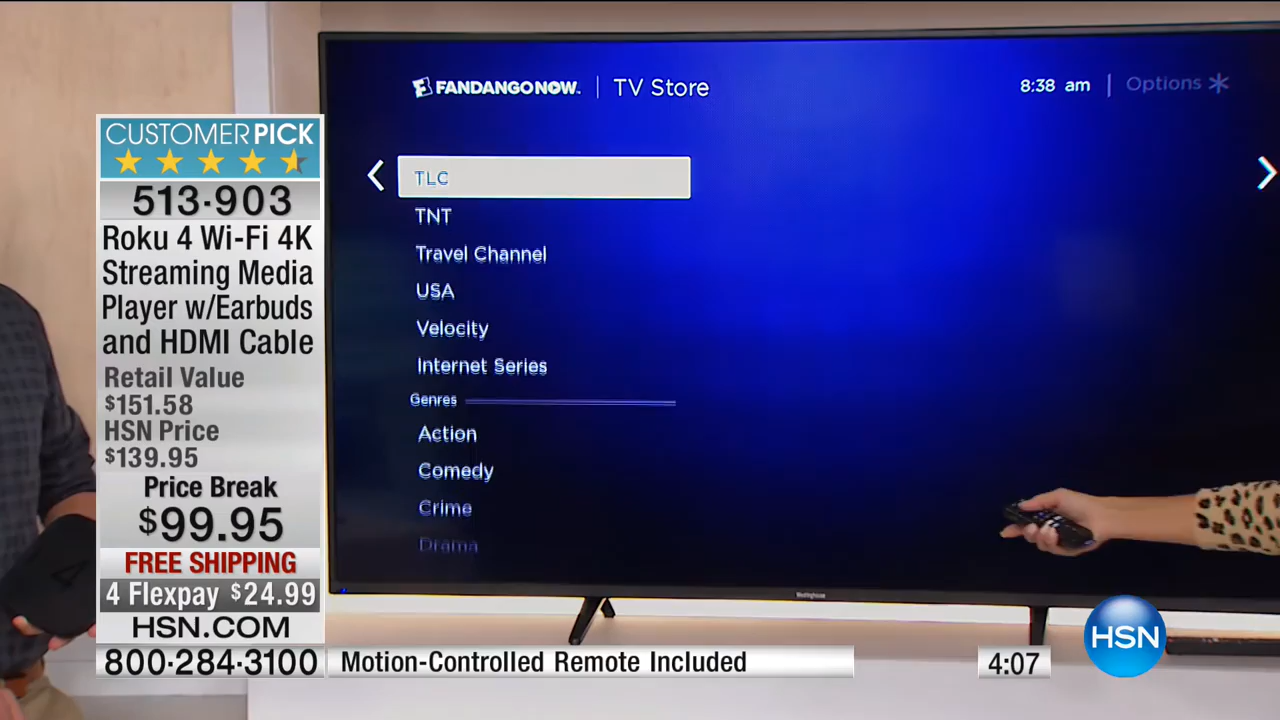 CUSTOMER PICK
513-903
Roku 4 Wi-Fi 4K
Streaming Media
Player w/Earbuds
and HDMI Cable
Retail Value
$151.58
HSN Price
$139.95
Price Break
$99.95
FREE SHIPPING
4 Flexpay $24.99
HSN.COM
800-284-3100
Motion-Controlled Remote Included
4:07
HSN
FANDANGONOW | TV Store
8:38 am | Options
TLC
TNT
Travel Channel
USA
Velocity
Internet Series
Genres
Action
Comedy
Crime
Drama
Westinghouse